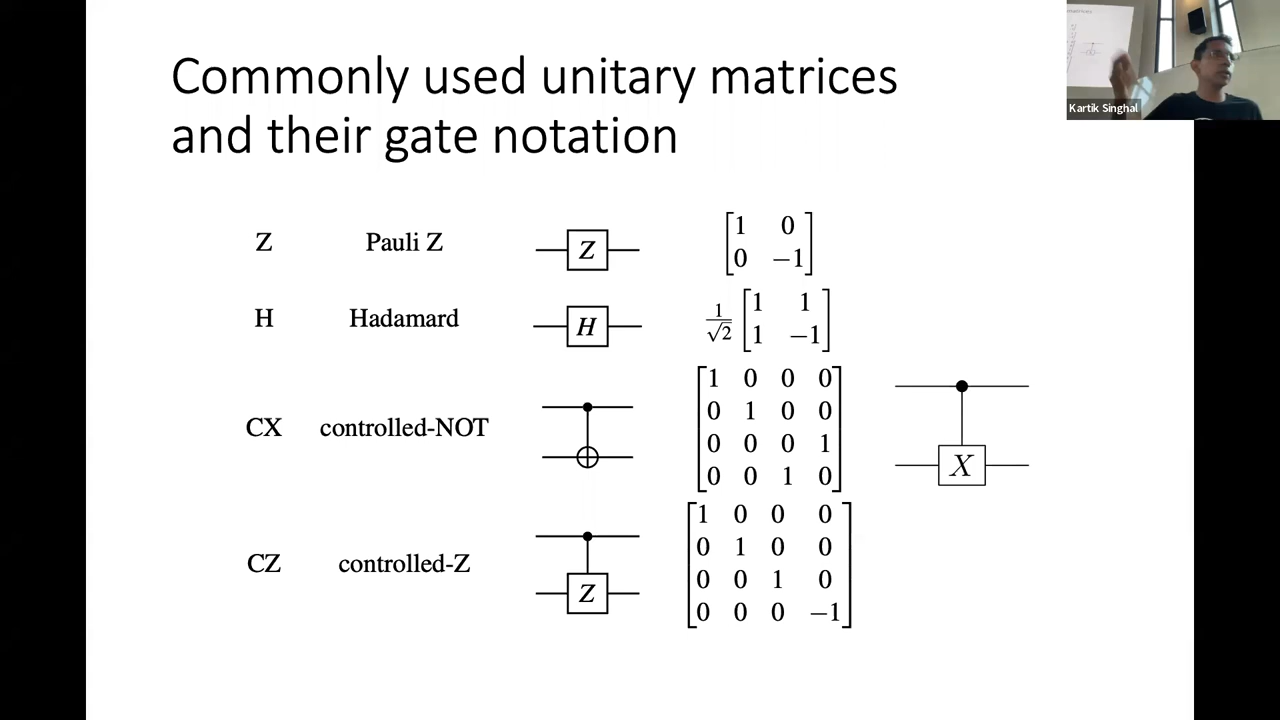 Commonly used unitary matrices
and their gate notation
Kartik Singhal
Z Pauli Z Z
1 0
0 −1
H Hadamard H
1/√2
1 1
1 −1
CX controlled-NOT
1 0 0 0
0 1 0 0
0 0 0 1
0 0 1 0
X
CZ controlled-Z Z
1 0 0 0
0 1 0 0
0 0 1 0
0 0 0 −1